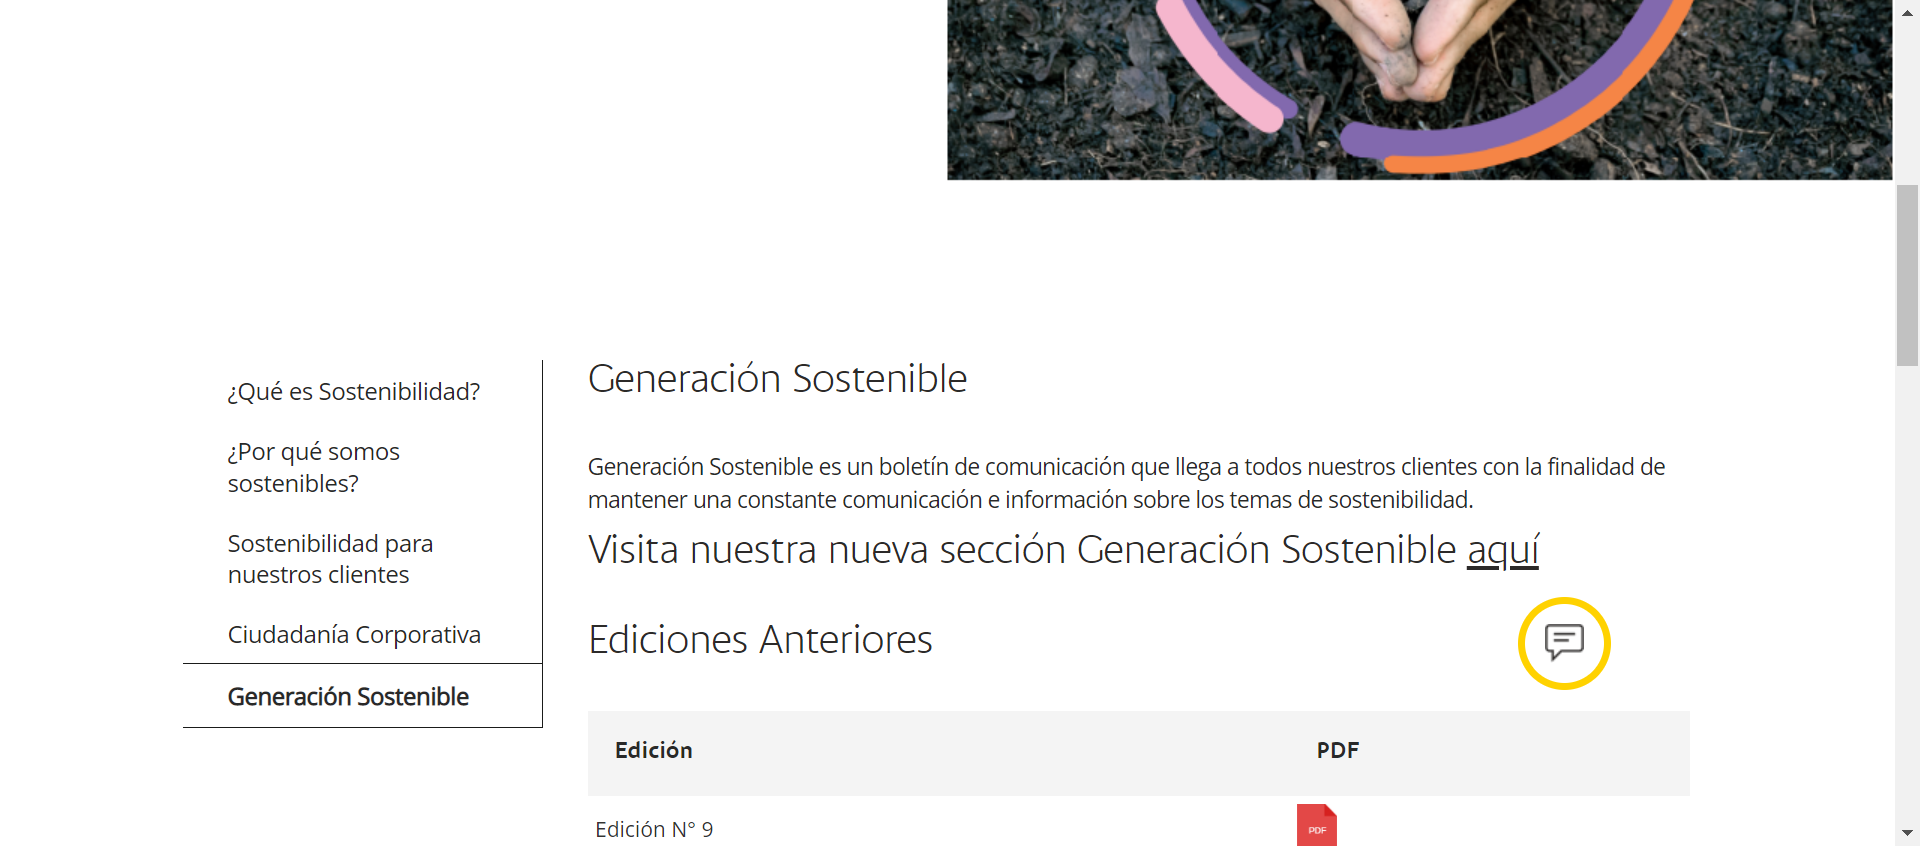 ¿Qué es Sostenibilidad?
¿Por qué somos
sostenibles?
Sostenibilidad para
nuestros clientes
Ciudadanía Corporativa
Generación Sostenible
Generación Sostenible
Generación Sostenible es un boletín de comunicación que llega a todos nuestros clientes con la finalidad de
mantener una constante comunicación e información sobre los temas de sostenibilidad.
Visita nuestra nueva sección Generación Sostenible aquí
Ediciones Anteriores
Edición PDF
Edición N° 9 PDF